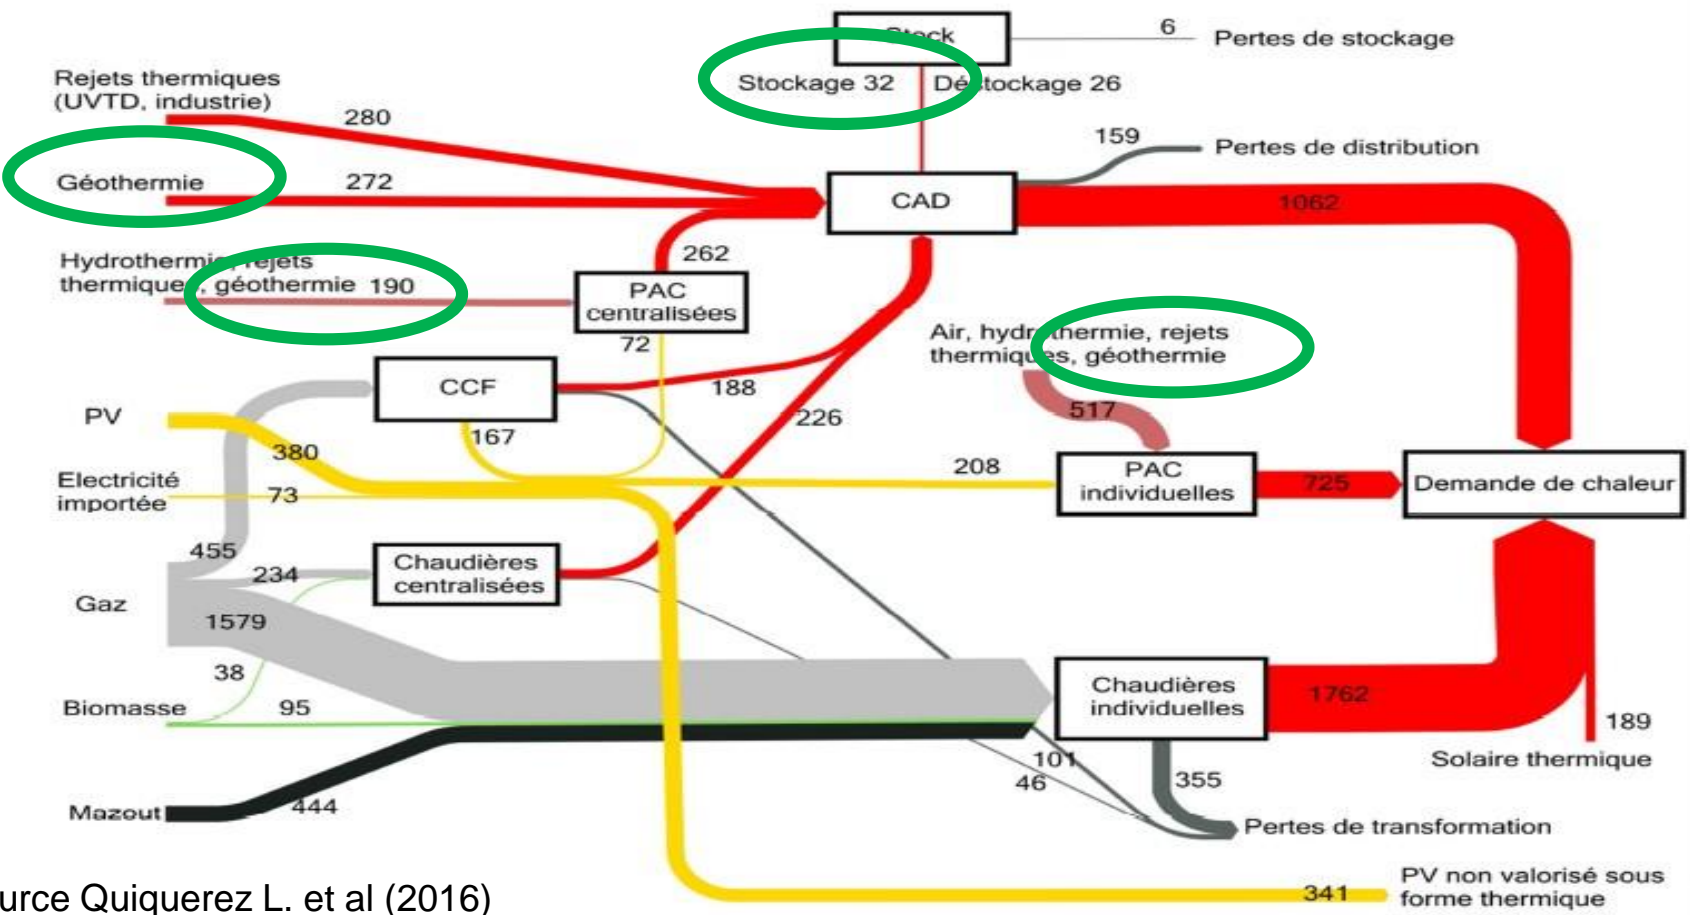 Stock
6
Pertes de stockage
Stockage 32
Déstockage 26
Rejets thermiques
(UVTD, industrie)
280
159
Pertes de distribution
Géothermie
272
CAD
1062
Hydrothermie, rejets
thermiques, géothermie 190
262
PAC
centralisées
72
Air, hydrothermie, rejets
thermiques, géothermie
517
CCF
188
226
PV
380
167
208
PAC
individuelles
725
Demande de chaleur
Electricité
importée
73
455
234
Chaudières
centralisées
Gaz
1579
38
Biomasse
95
Chaudières
individuelles
1762
189
Solaire thermique
101
46
355
Mazout
444
Pertes de transformation
PV non valorisé sous
forme thermique
341
urce Quiquerez L. et al (2016)